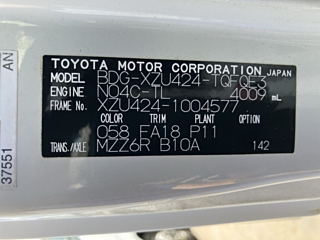 TOYOTA MOTOR CORPORATION JAPAN
MODEL BDG-XZU424-TQFQE3
ENGINE N04C-TL 4009 mL
FRAME No. XZU424-1004577
COLOR TRIM PLANT OPTION
058 FA18 P11
TRANS./AXLE MZZ6R B10A 142
37551 AN